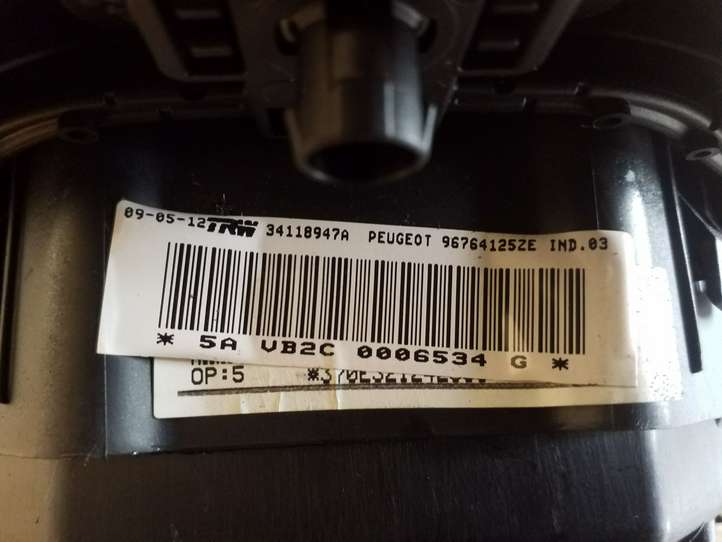 09-05-12 TRW 34118947A PEUGEOT 96764125ZE IND.03
* 5A VB2C 0006534 G *
OP:5